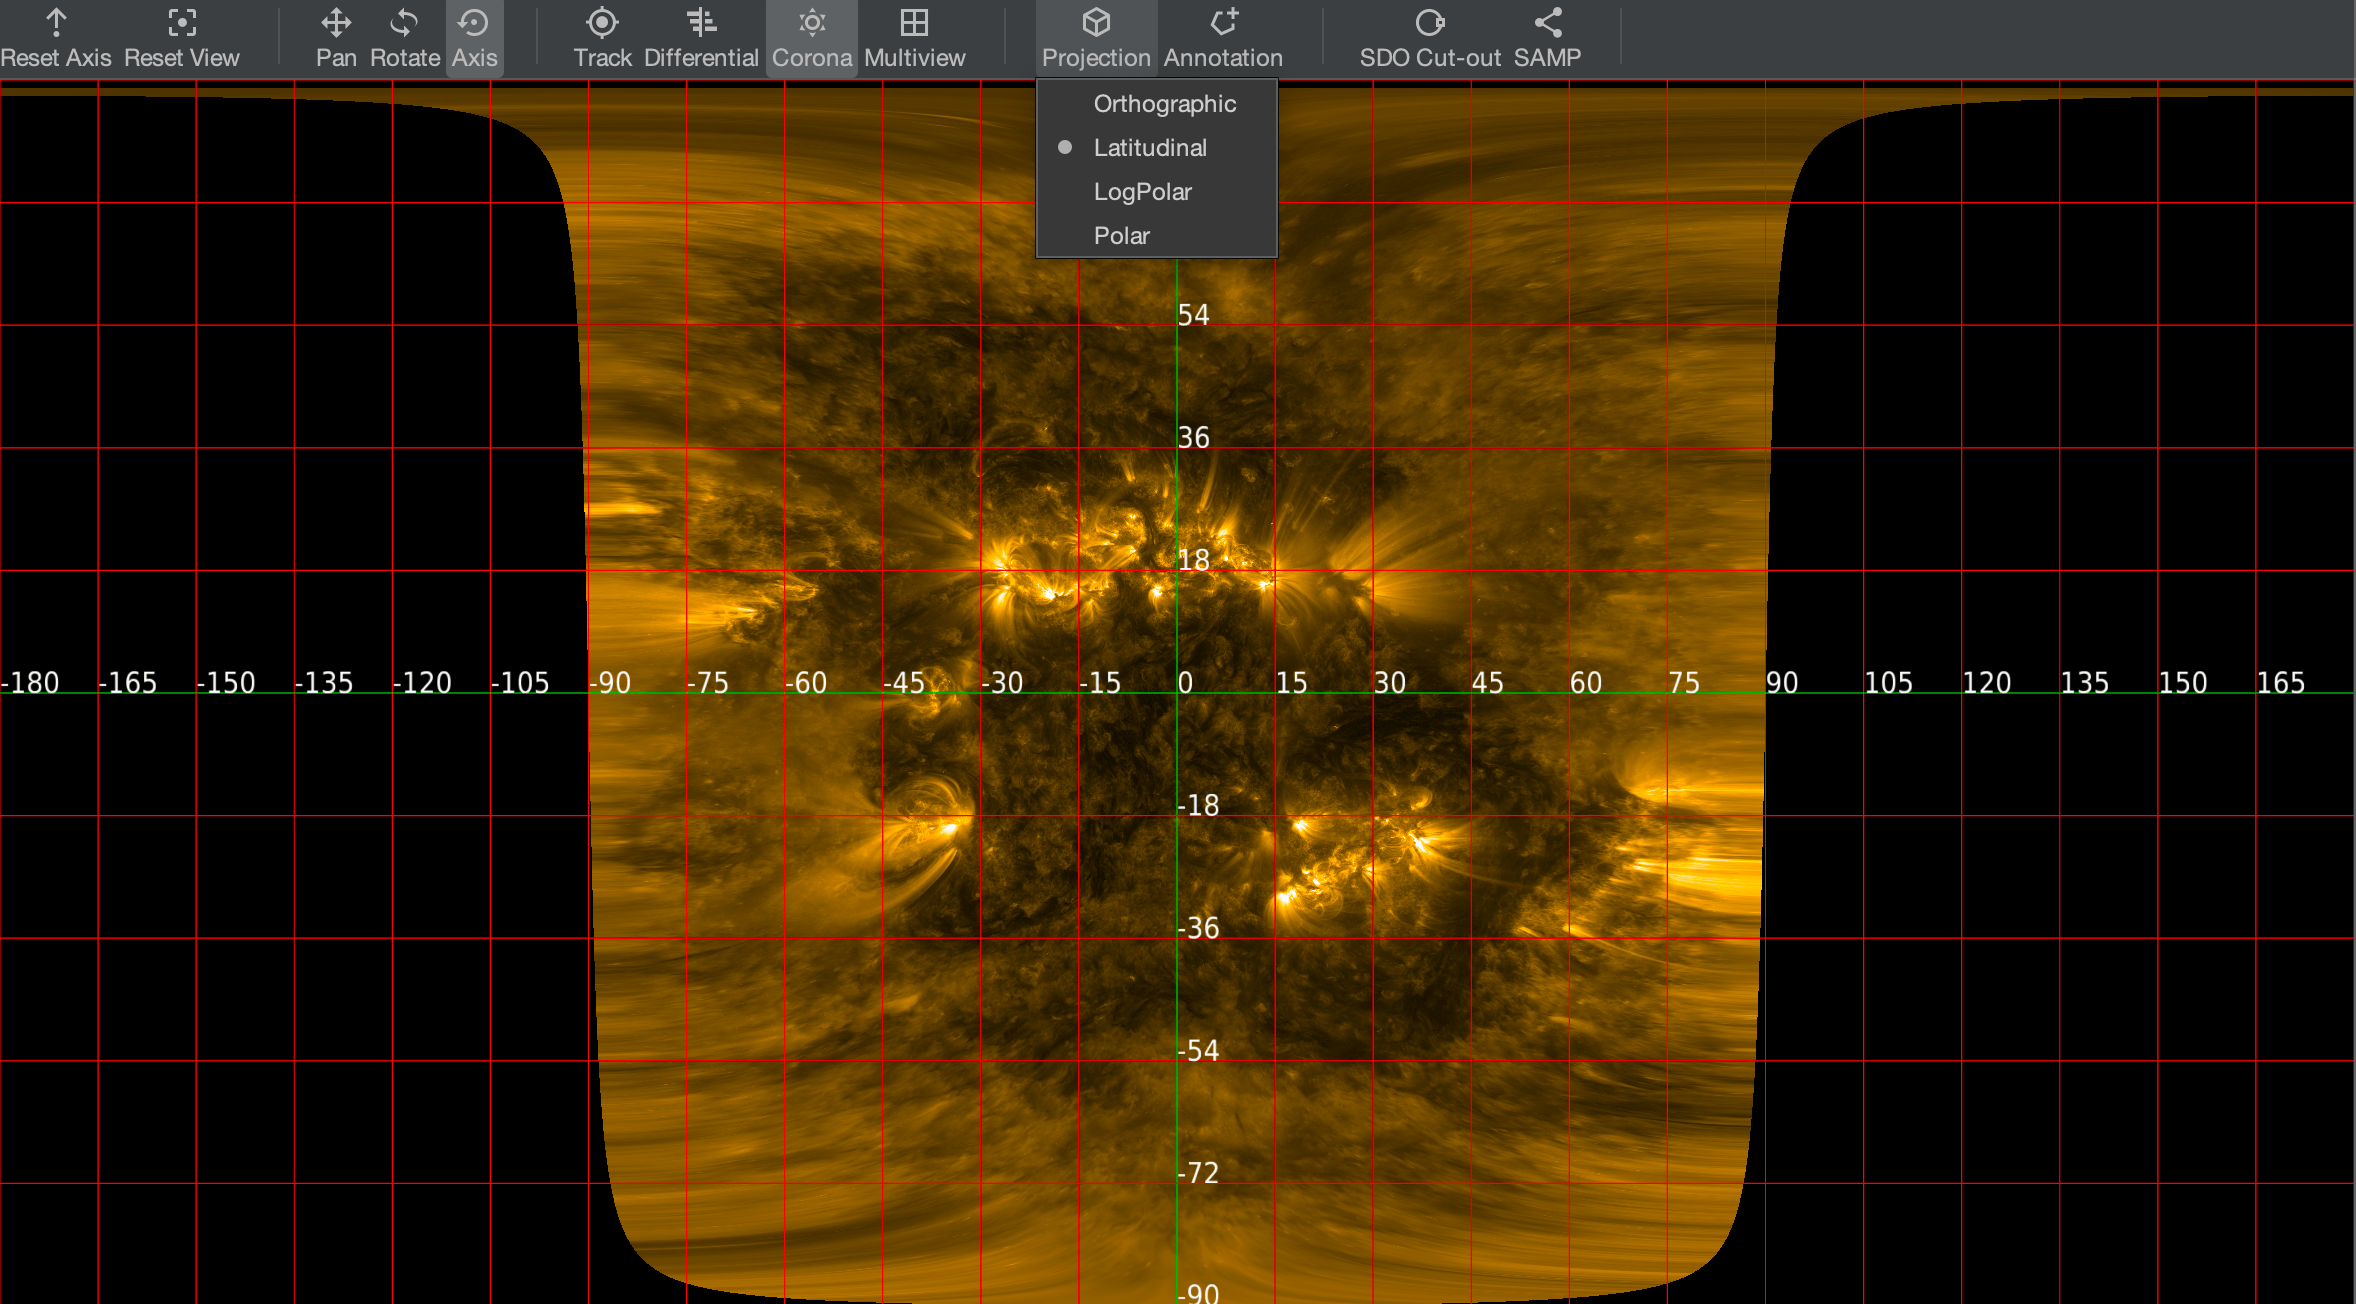 Reset Axis Reset View Pan Rotate Axis Track Differential Corona Multiview Projection Annotation SDO Cut-out SAMP
Orthographic
Latitudinal
LogPolar
Polar
54
36
18
-180 -165 -150 -135 -120 -105 -90 -75 -60 -45 -30 -15 0 15 30 45 60 75 90 105 120 135 150 165
-18
-36
-54
-72
-90